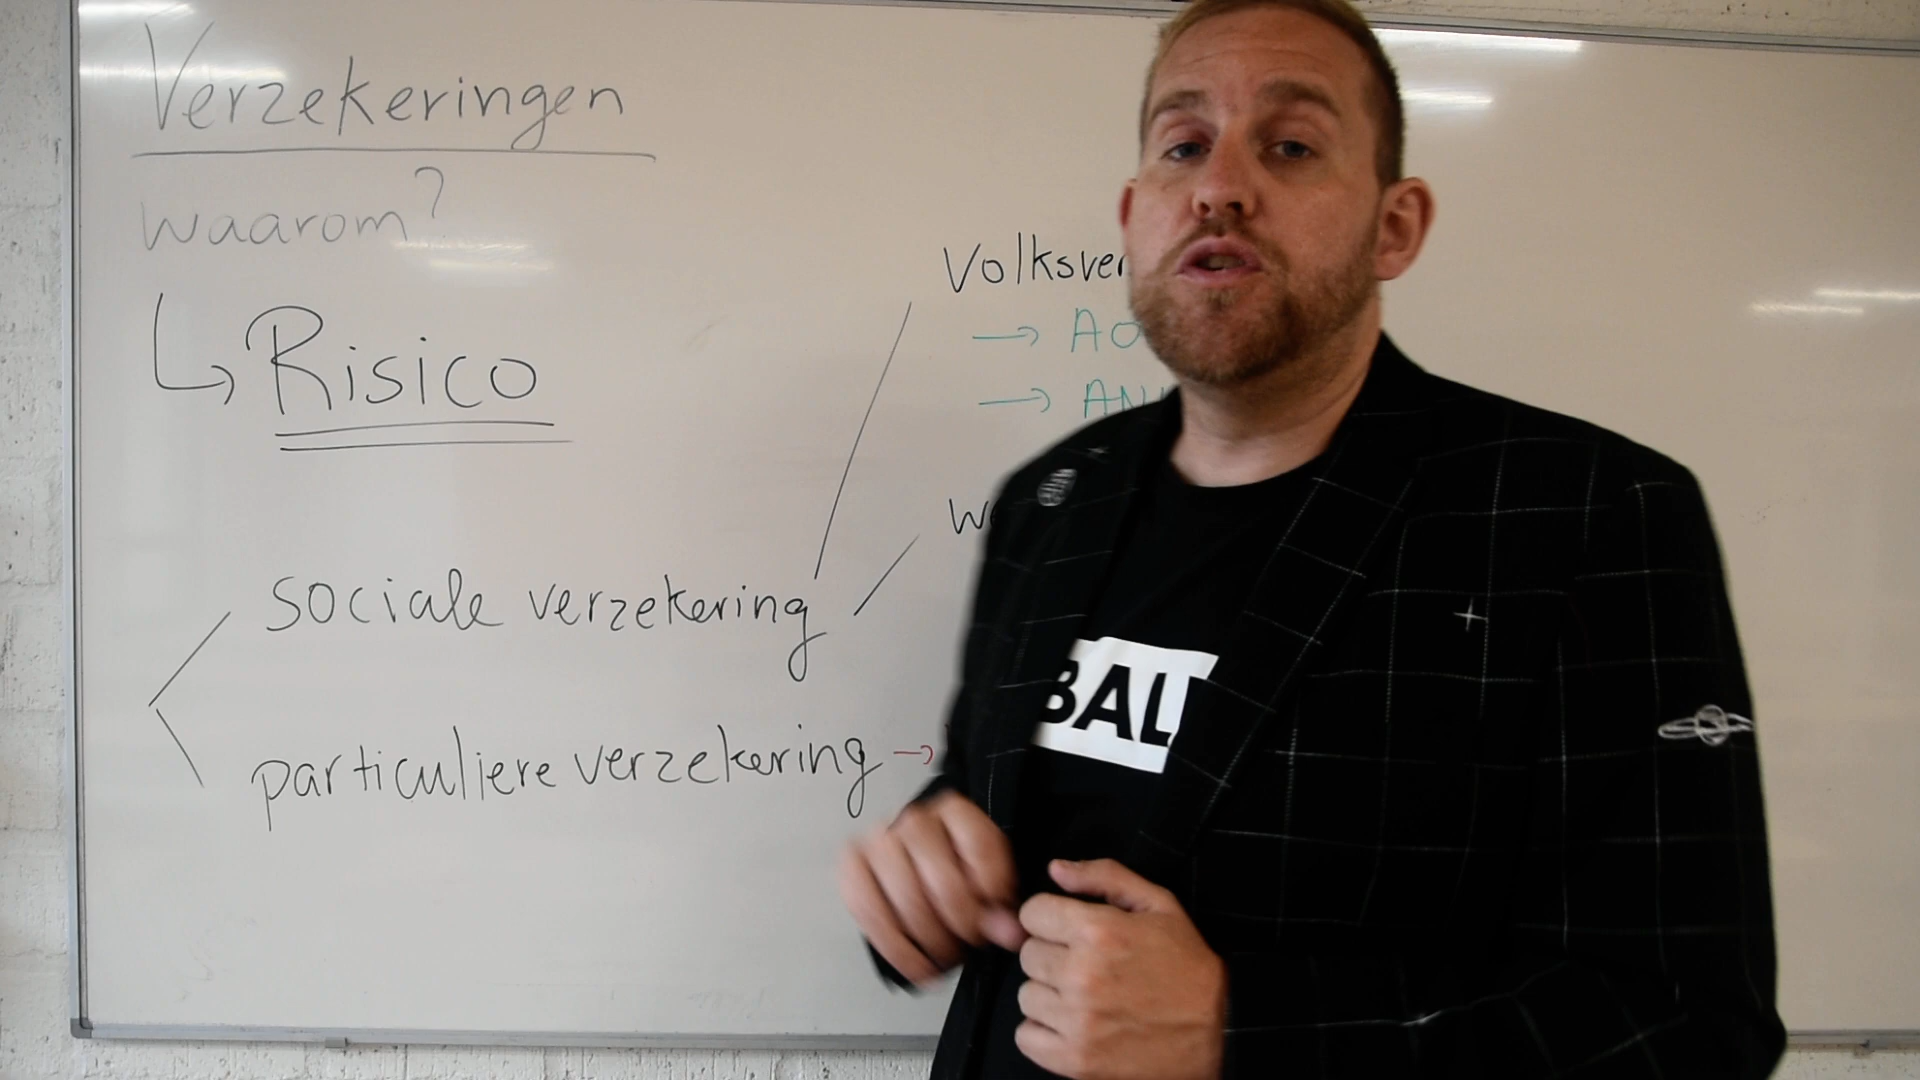 Verzekeringen
waarom?
Risico
Volksver
→ AO
→ AN
sociale verzekering
particuliere verzekering →
BAL